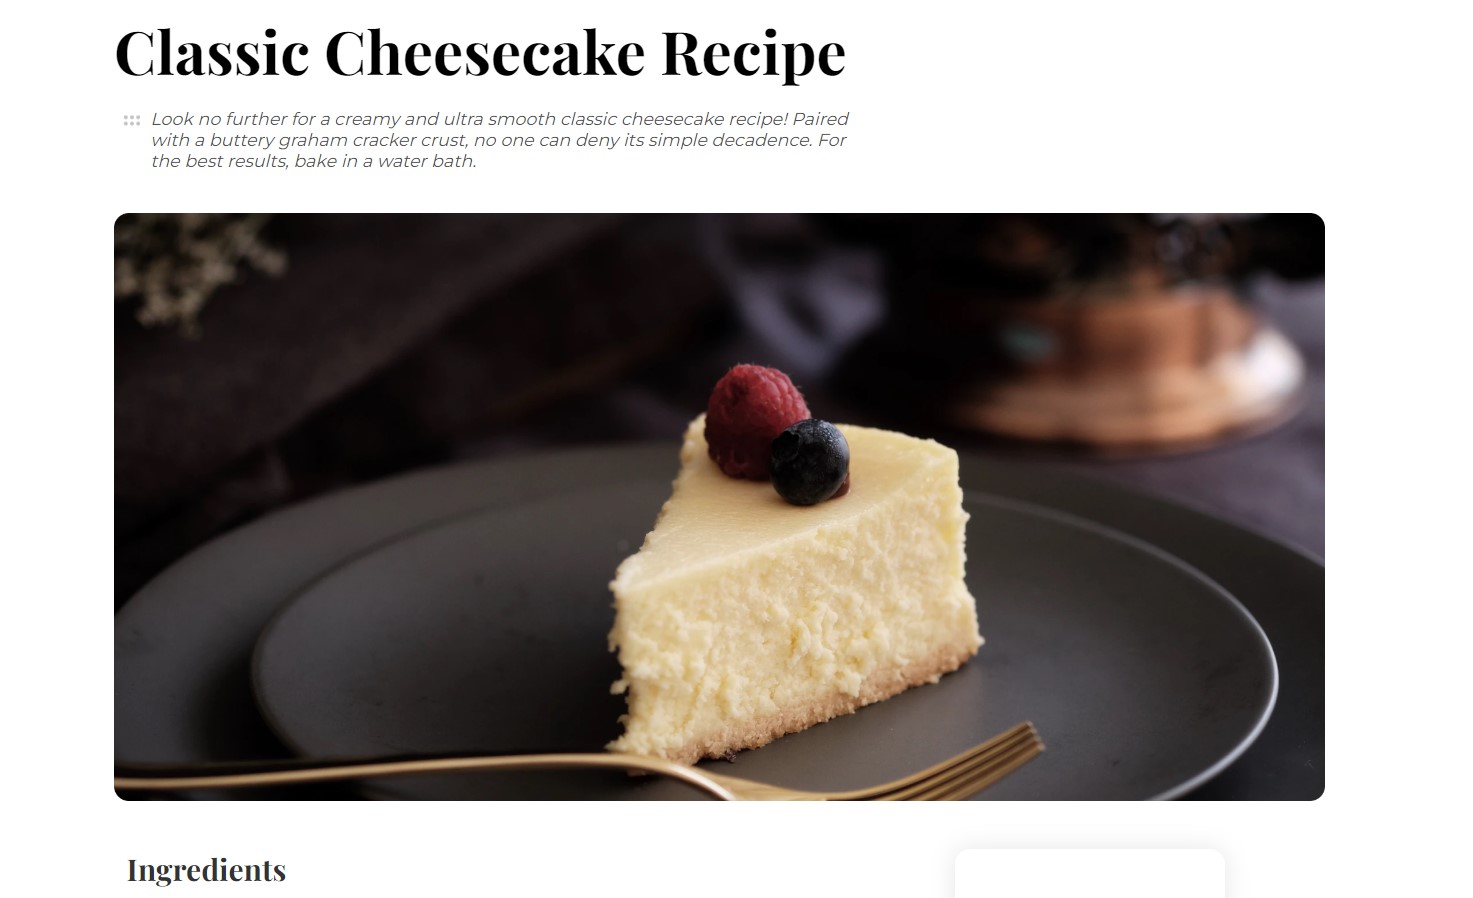 Classic Cheesecake Recipe
Look no further for a creamy and ultra smooth classic cheesecake recipe! Paired
with a buttery graham cracker crust, no one can deny its simple decadence. For
the best results, bake in a water bath.
Ingredients